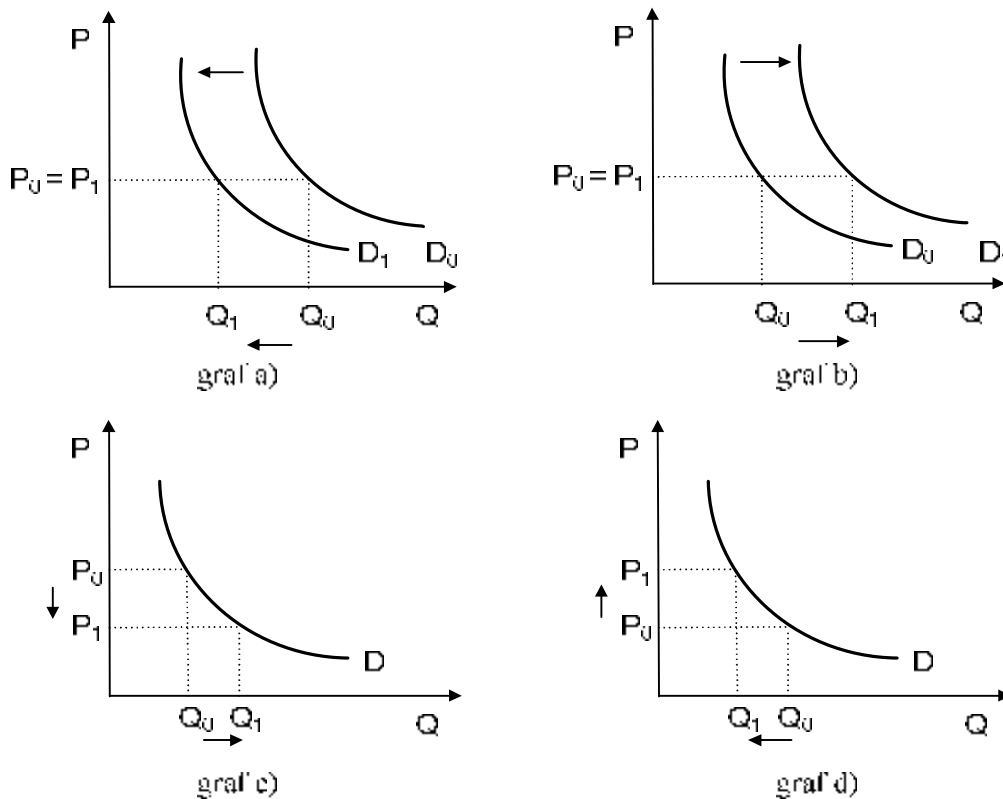 P
P₀ = P₁
D₁
D₀
Q₁
Q₀
Q
graf a)
P
P₀ = P₁
D₀
Q₀
Q₁
Q
graf b)
P
P₀
P₁
D
Q₀
Q₁
Q
graf c)
P
P₁
P₀
D
Q₁
Q₀
Q
graf d)